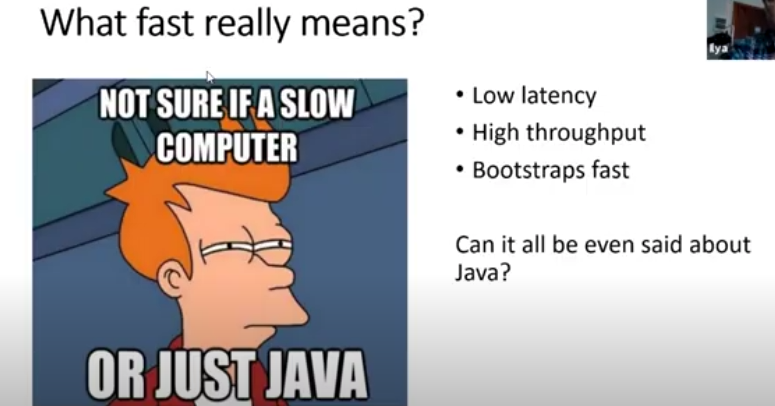 What fast really means?
Ilya
NOT SURE IF A SLOW
COMPUTER
OR JUST JAVA
• Low latency
• High throughput
• Bootstraps fast
Can it all be even said about
Java?